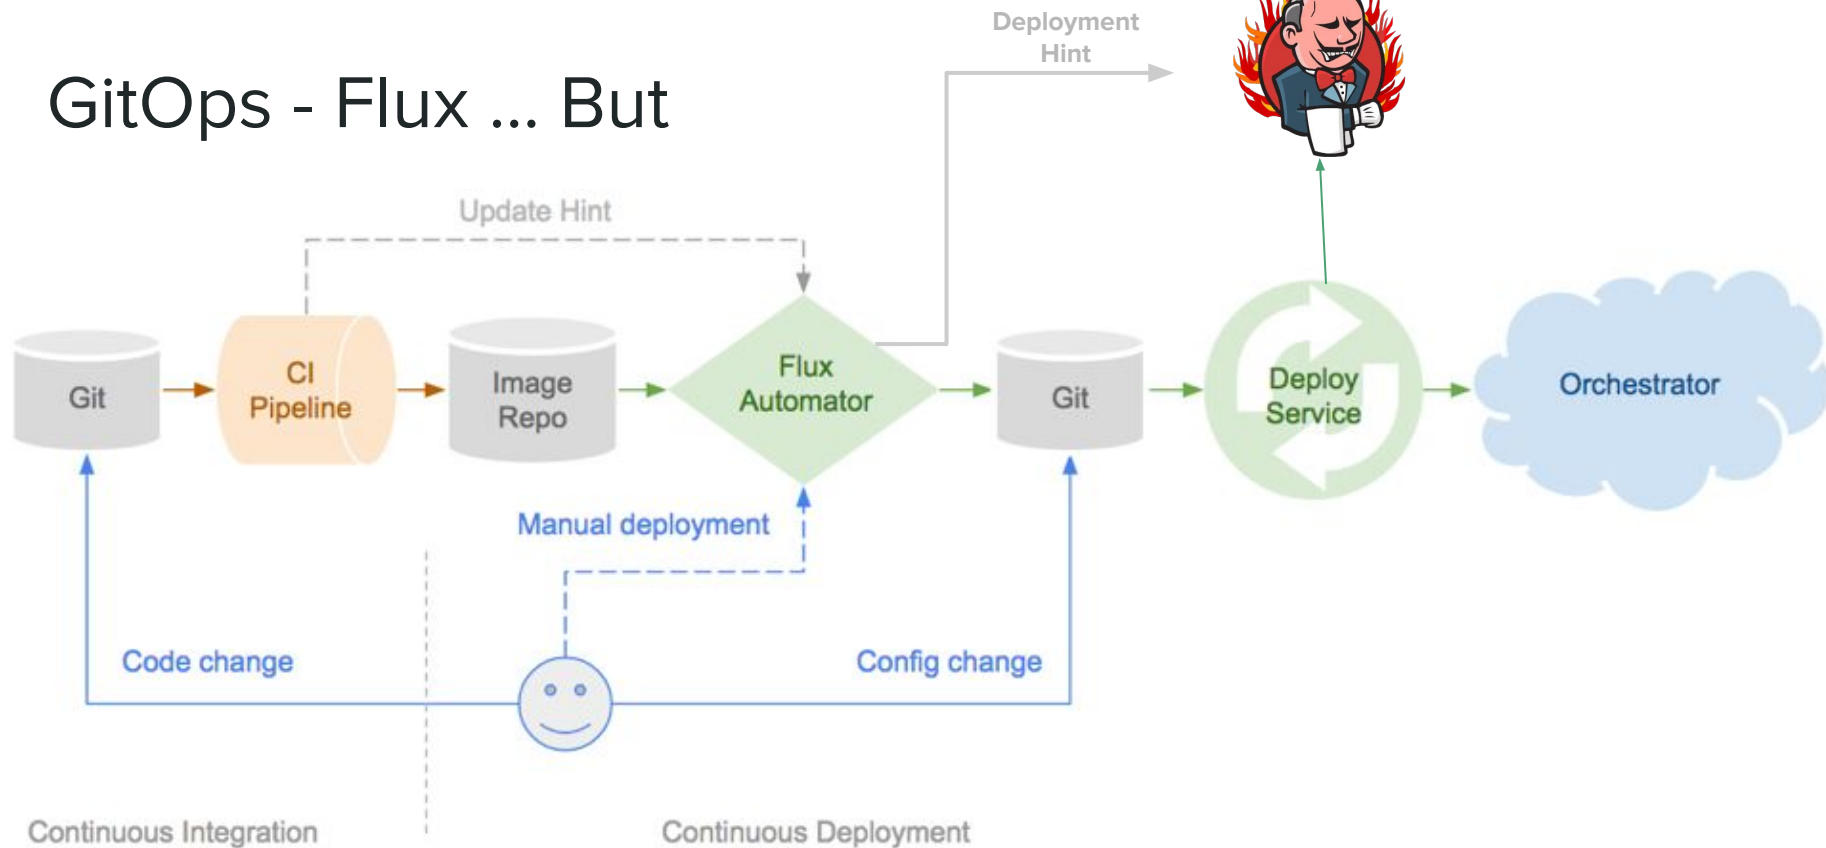 Deployment
Hint
GitOps - Flux ... But
Update Hint
Git
CI
Pipeline
Image
Repo
Flux
Automator
Git
Deploy
Service
Orchestrator
Manual deployment
Code change
Config change
Continuous Integration
Continuous Deployment